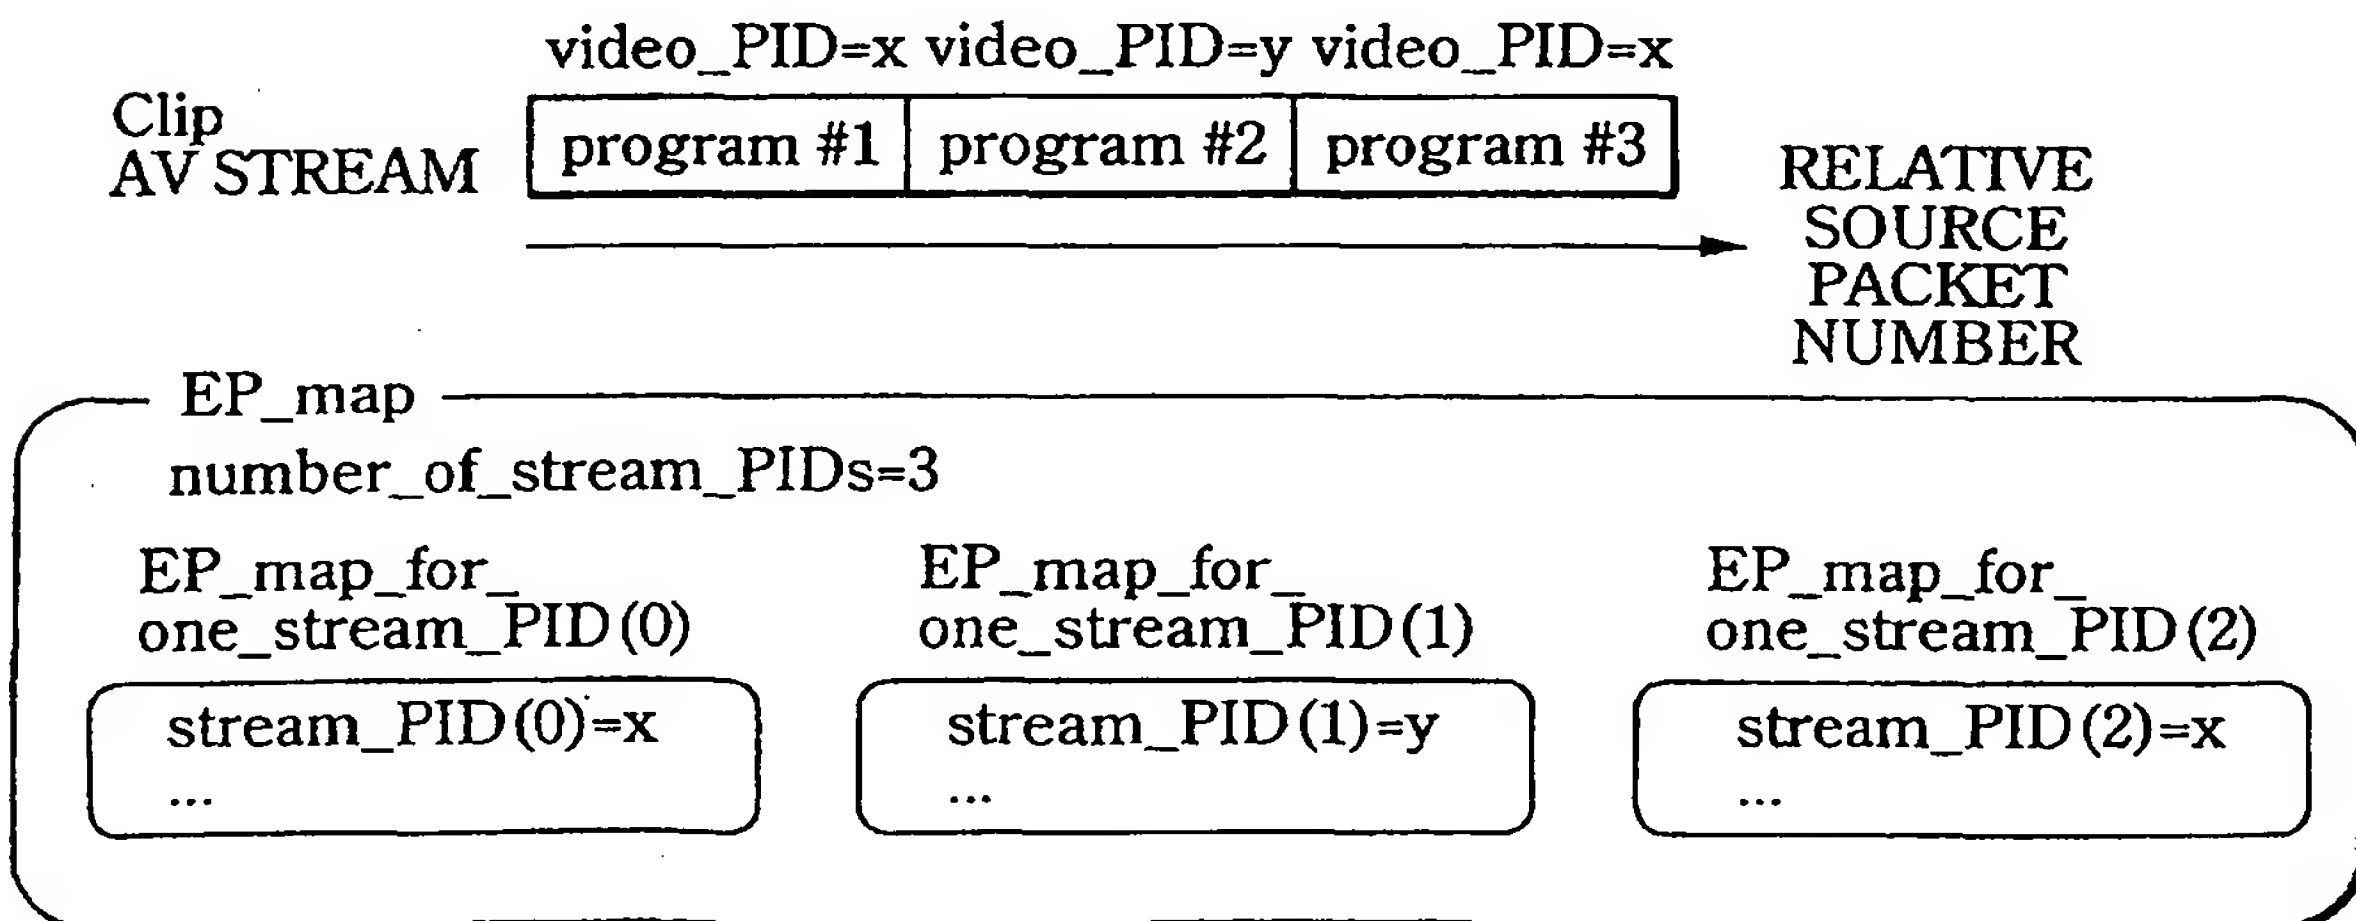 video_PID=x video_PID=y video_PID=x
Clip
AV STREAM
program #1 program #2 program #3
RELATIVE
SOURCE
PACKET
NUMBER
EP_map
number_of_stream_PIDs=3
EP_map_for_
one_stream_PID(0)
EP_map_for_
one_stream_PID(1)
EP_map_for_
one_stream_PID(2)
stream_PID(0)=x
...
stream_PID(1)=y
...
stream_PID(2)=x
...